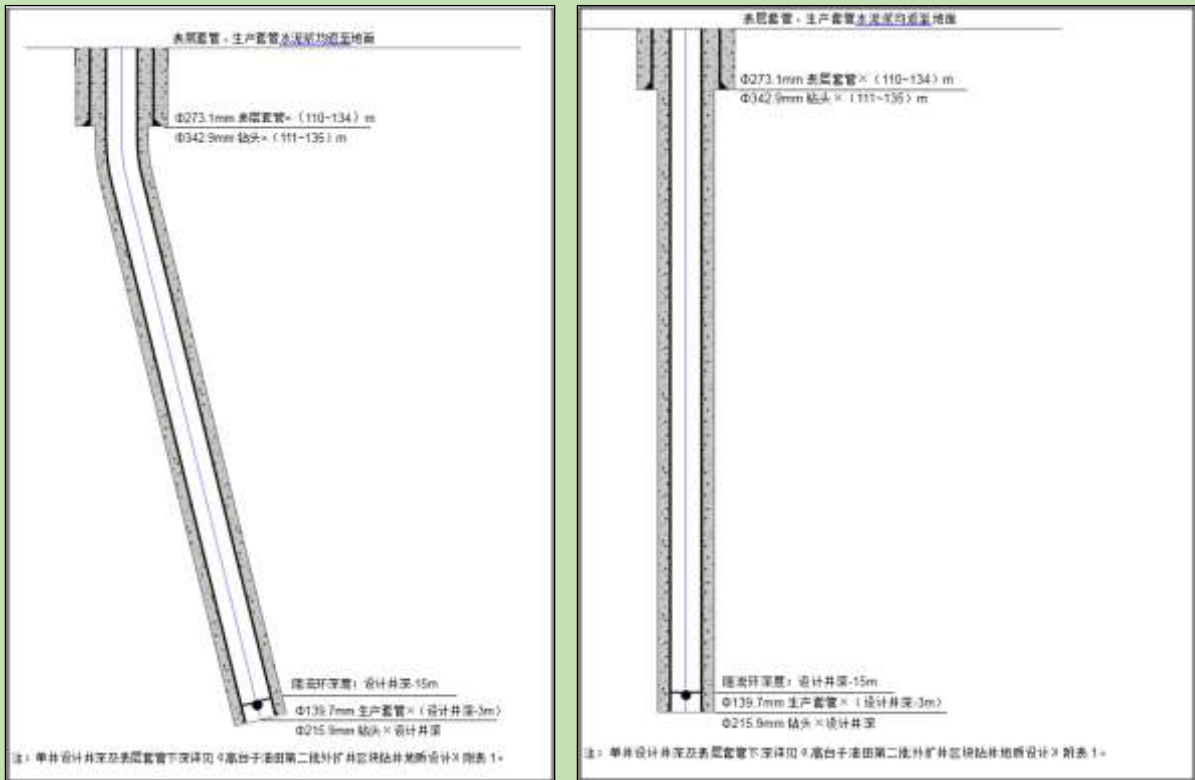 表层套管、生产套管水泥浆均返至地面
Φ273.1mm 表层套管×（110~134）m
Φ342.9mm 钻头×（111~135）m
阻流环深度：设计井深-15m
Φ139.7mm 生产套管×（设计井深-3m）
Φ215.9mm 钻头×设计井深
注：单井设计井深及表层套管下深详见《高台子油田第二批外扩井区块钻井地质设计》附表 1。
表层套管、生产套管水泥浆均返至地面
Φ273.1mm 表层套管×（110~134）m
Φ342.9mm 钻头×（111~135）m
阻流环深度：设计井深-15m
Φ139.7mm 生产套管×（设计井深-3m）
Φ215.9mm 钻头×设计井深
注：单井设计井深及表层套管下深详见《高台子油田第二批外扩井区块钻井地质设计》附表 1。